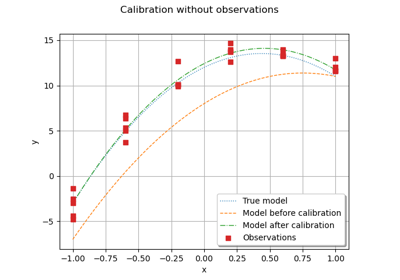 Calibration without observations
15
10
5
0
−5
y
−1.00 −0.75 −0.50 −0.25 0.00 0.25 0.50 0.75 1.00
x
True model
Model before calibration
Model after calibration
Observations